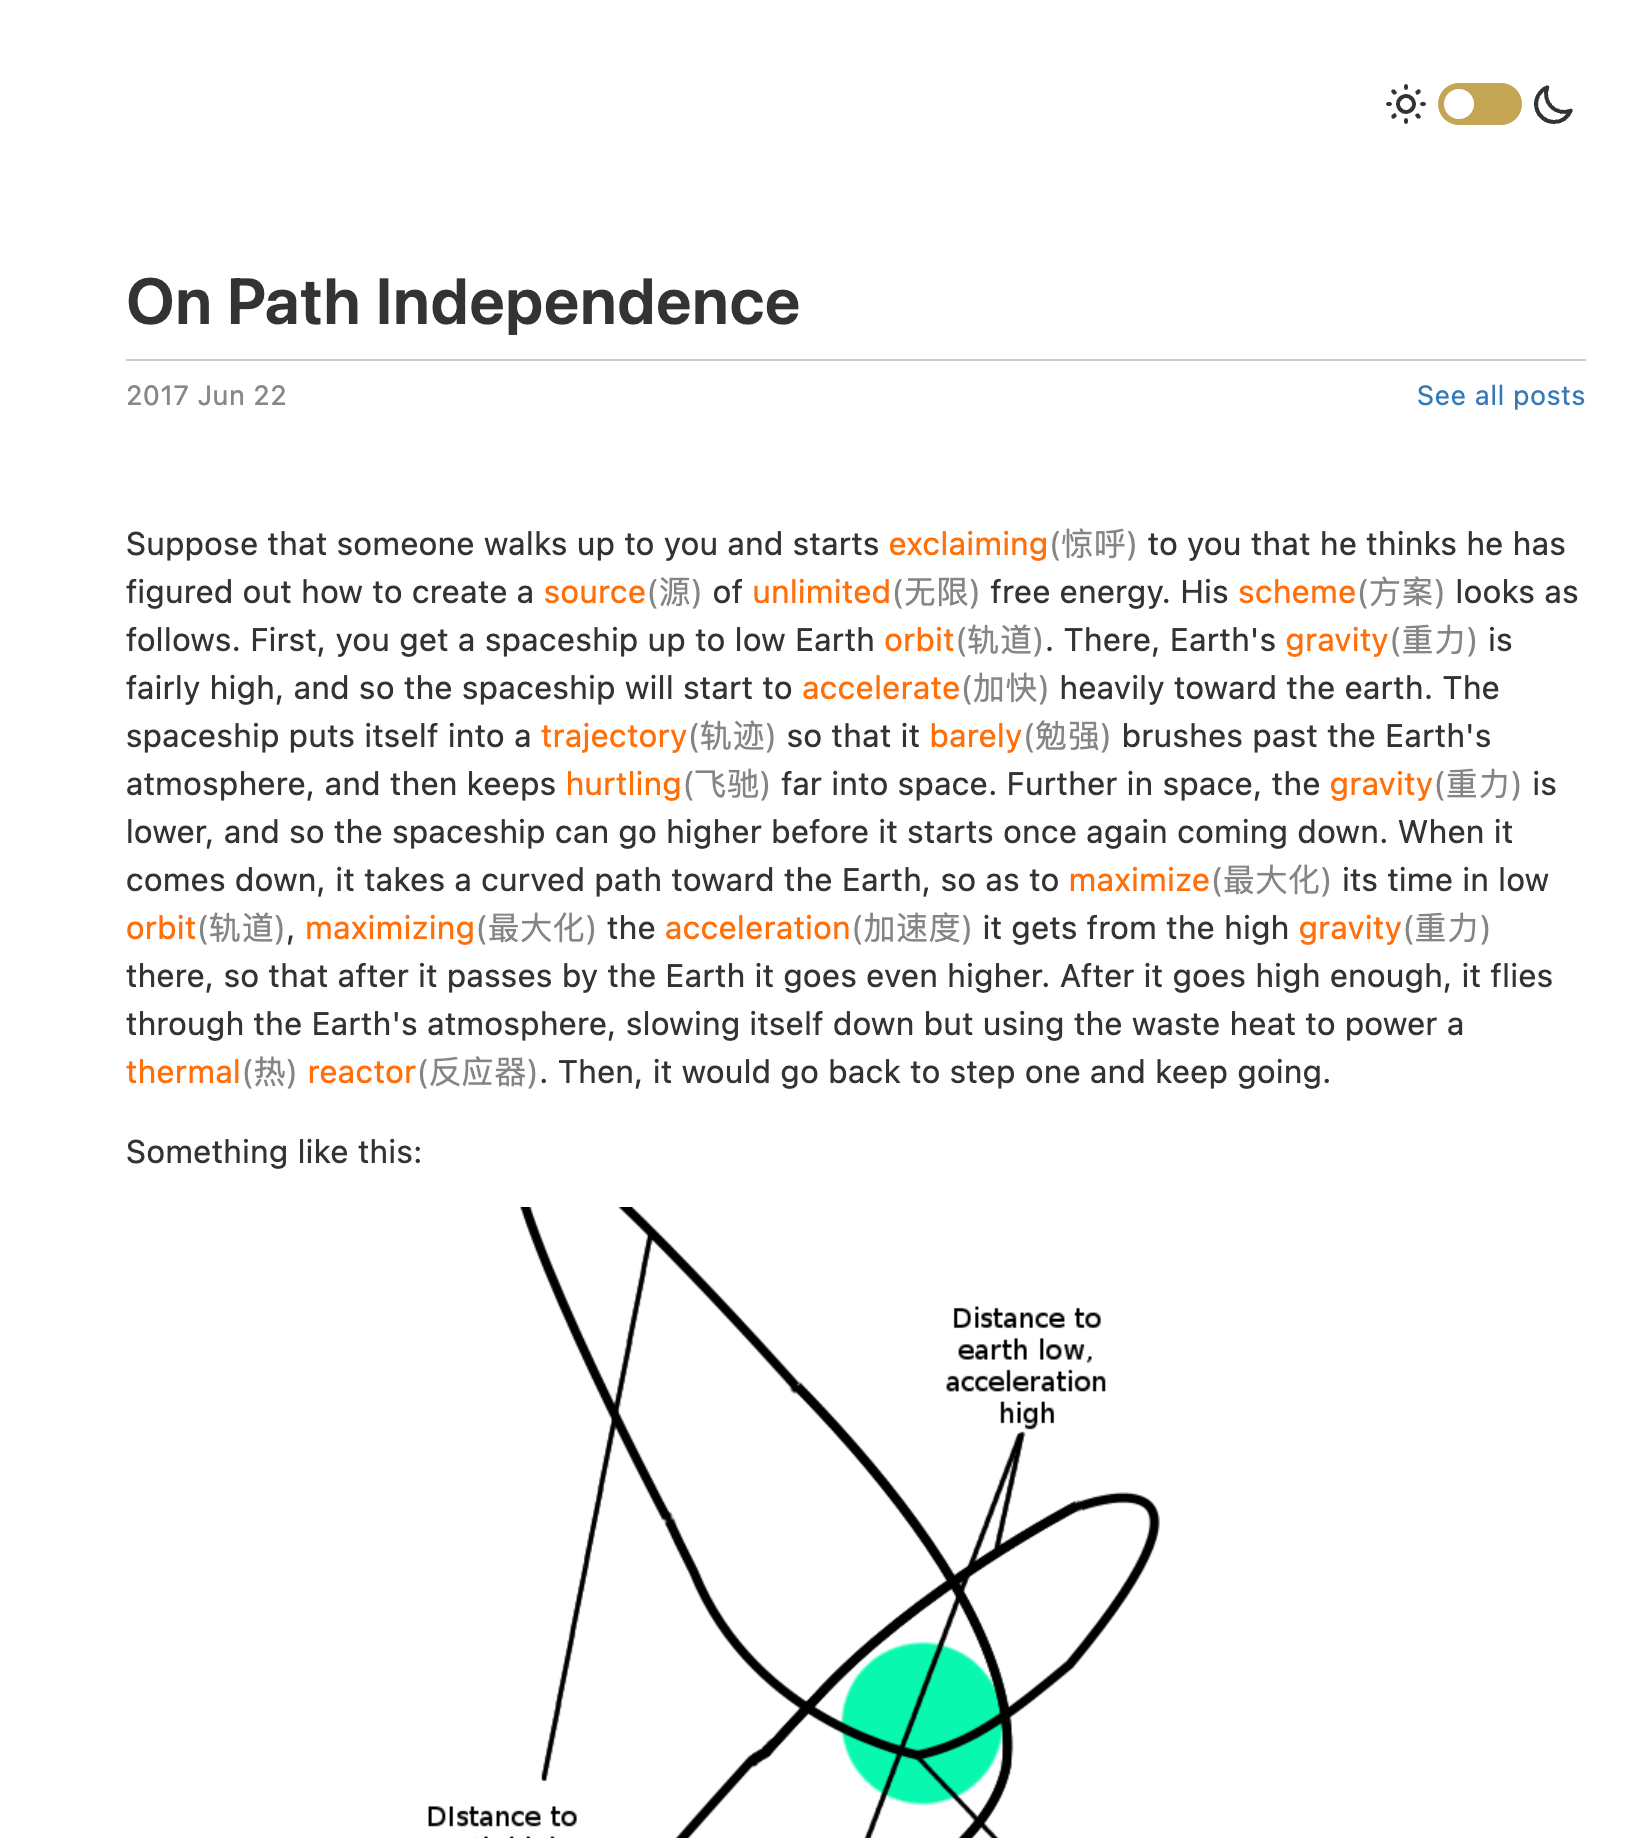 On Path Independence
2017 Jun 22
See all posts
Suppose that someone walks up to you and starts exclaiming(惊呼) to you that he thinks he has
figured out how to create a source(源) of unlimited(无限) free energy. His scheme(方案) looks as
follows. First, you get a spaceship up to low Earth orbit(轨道). There, Earth's gravity(重力) is
fairly high, and so the spaceship will start to accelerate(加快) heavily toward the earth. The
spaceship puts itself into a trajectory(轨迹) so that it barely(勉强) brushes past the Earth's
atmosphere, and then keeps hurtling(飞驰) far into space. Further in space, the gravity(重力) is
lower, and so the spaceship can go higher before it starts once again coming down. When it
comes down, it takes a curved path toward the Earth, so as to maximize(最大化) its time in low
orbit(轨道), maximizing(最大化) the acceleration(加速度) it gets from the high gravity(重力)
there, so that after it passes by the Earth it goes even higher. After it goes high enough, it flies
through the Earth's atmosphere, slowing itself down but using the waste heat to power a
thermal(热) reactor(反应器). Then, it would go back to step one and keep going.
Something like this:
Distance to
earth low,
acceleration
high
DIstance to